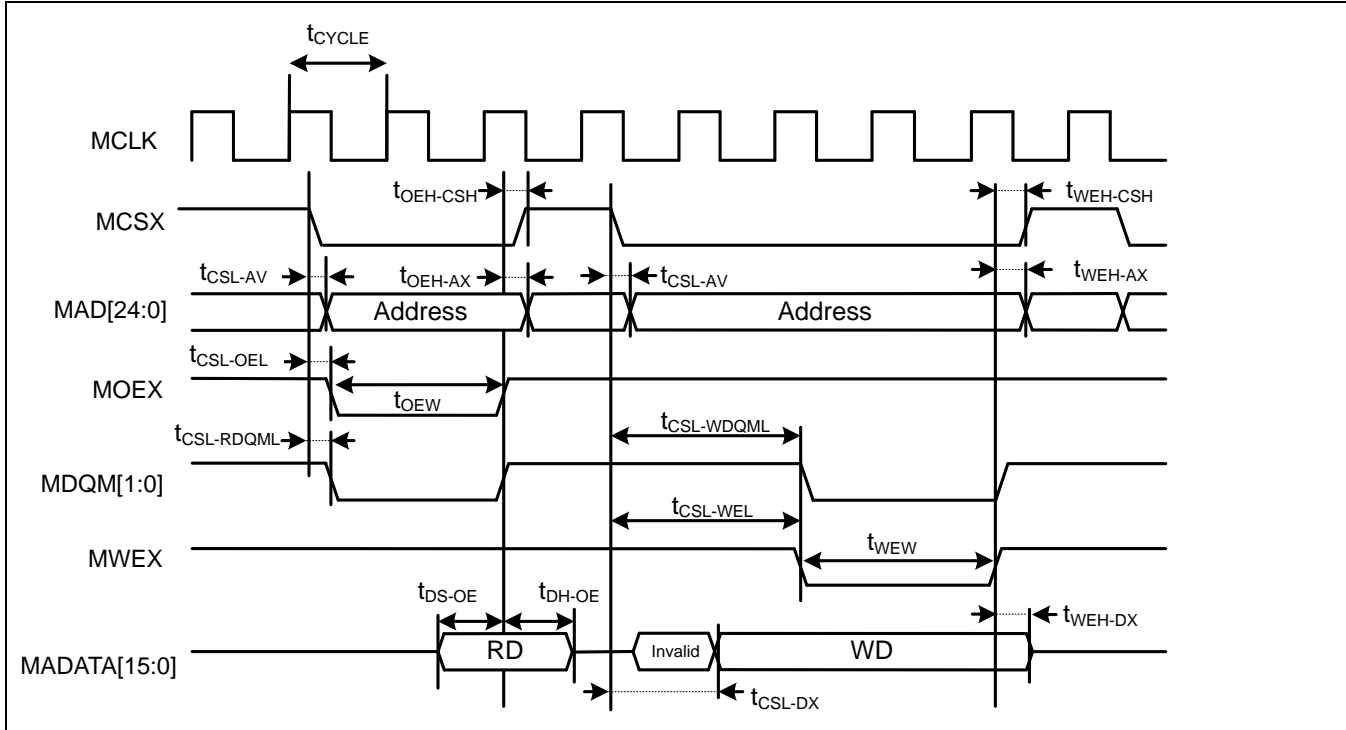 tCYCLE
MCLK
tOEH-CSH
tWEH-CSH
MCSX
tCSL-AV
tOEH-AX
tCSL-AV
tWEH-AX
MAD[24:0]
Address
Address
tCSL-OEL
MOEX
tOEW
tCSL-RDQML
tCSL-WDQML
MDQM[1:0]
tCSL-WEL
MWEX
tWEW
tDS-OE
tDH-OE
tWEH-DX
MADATA[15:0]
RD
Invalid
WD
tCSL-DX